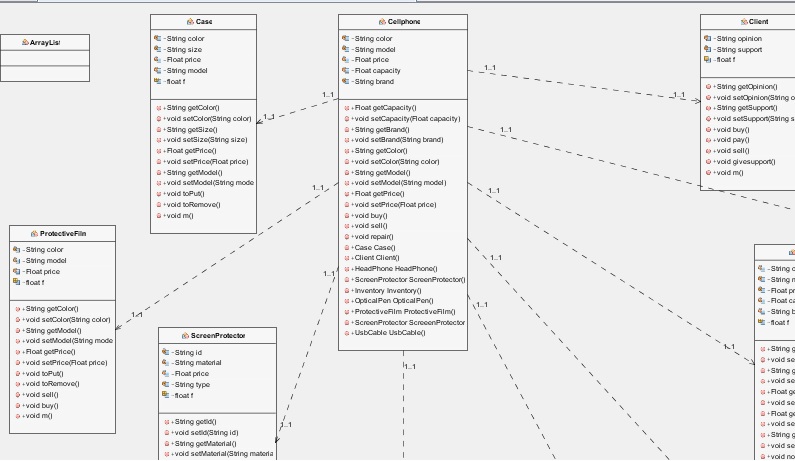 ArrayList
Case
-String color
-String size
-Float price
-String model
-float f
+String getColor()
+void setColor(String color)
+String getSize()
+void setSize(String size)
+Float getPrice()
+void setPrice(Float price)
+String getModel()
+void setModel(String mode
+void toPut()
+void toRemove()
+void m()
Cellphone
-String color
-String model
-Float price
-Float capacity
-String brand
+Float getCapacity()
+void setCapacity(Float capacity)
+String getBrand()
+void setBrand(String brand)
+String getColor()
+void setColor(String color)
+String getModel()
+void setModel(String model)
+Float getPrice()
+void setPrice(Float price)
+void buy()
+void sell()
+void repair()
+Case Case()
+Client Client()
+HeadPhone HeadPhone()
+ScreenProtector ScreenProtector()
+Inventory Inventory()
+OpticalPen OpticalPen()
+ProtectiveFilm ProtectiveFilm()
+ScreenProtector ScreeenProtector
+UsbCable UsbCable()
Client
-String opinion
-String support
-float f
+String getOpinion()
+void setOpinion(String o
+String getSupport()
+void setSupport(String s
+void buy()
+void pay()
+void sell()
+void givesupport()
+void m()
ProtectiveFilm
-String color
-String model
-Float price
-float f
+String getColor()
+void setColor(String color)
+String getModel()
+void setModel(String mode
+Float getPrice()
+void setPrice(Float price)
+void toPut()
+void toRemove()
+void sell()
+void buy()
+void m()
ScreenProtector
-String id
-String material
-Float price
-String type
-float f
+String getId()
+void setId(String id)
+String getMaterial()
+void setMaterial(String materia
-String c
-String m
-Float pr
-Float ca
-String b
-float f
+String g
+void se
+String g
+void se
+Float ge
+void se
+Float ge
+void se
+String g
+void se
+void no
1..1
1..1
1..1
1..1
1..1
1..1
1..1
1..1
1..1
1..1
1..1
1..1
1..1
1..1